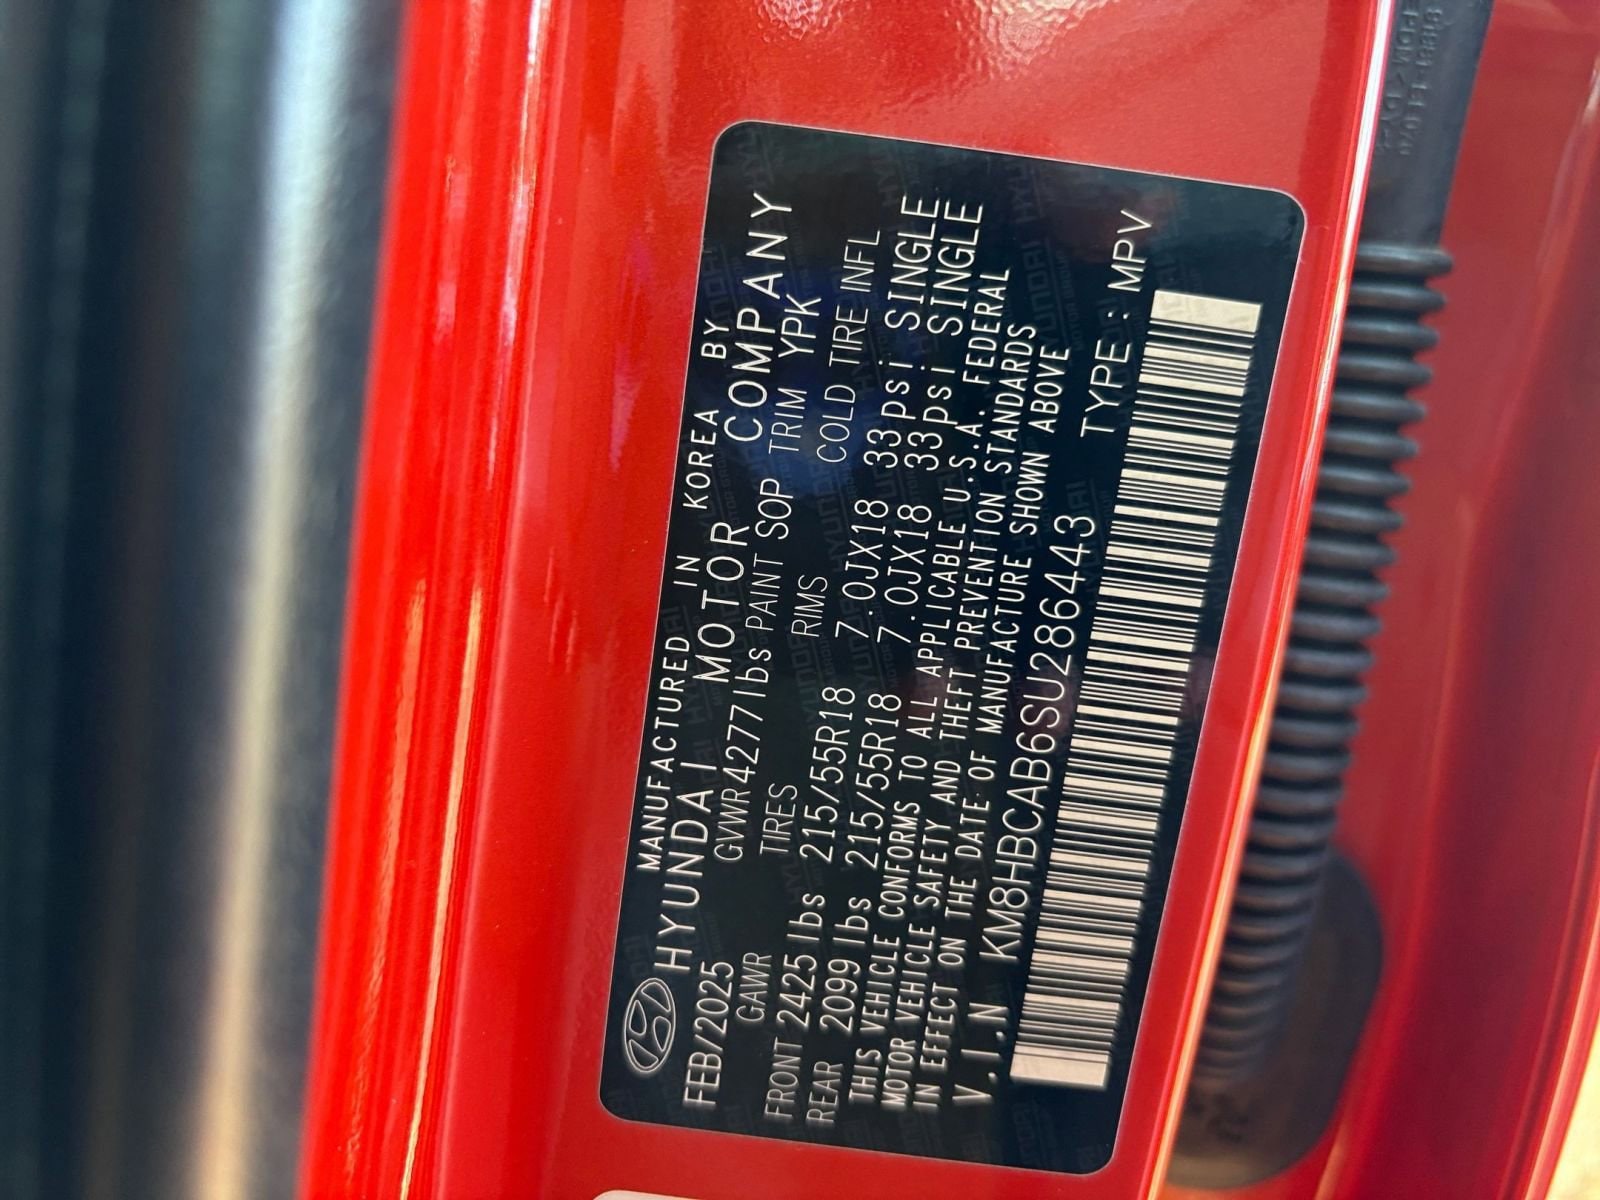 MANUFACTURED IN KOREA BY
HYUNDAI MOTOR COMPANY
FEB/2025 GVWR 4277lbs PAINT SOP TRIM YPK
GAWR TIRES RIMS COLD TIRE INFL.
FRONT 2425 lbs 215/55R18 7.0JX18 33psi SINGLE
REAR 2099 lbs 215/55R18 7.0JX18 33psi SINGLE
THIS VEHICLE CONFORMS TO ALL APPLICABLE U.S.A. FEDERAL
MOTOR VEHICLE SAFETY AND THEFT PREVENTION STANDARDS
IN EFFECT ON THE DATE OF MANUFACTURE SHOWN ABOVE
V.I.N KM8HBCAB6SU286443 TYPE: MPV